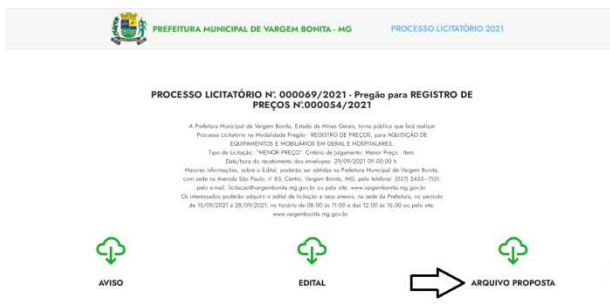 PREFEITURA MUNICIPAL DE VARGEM BONITA - MG
PROCESSO LICITATÓRIO 2021
PROCESSO LICITATÓRIO N°. 000069/2021 - Pregão para REGISTRO DE
PREÇOS N°.000054/2021
A Prefeitura Municipal de Vargem Bonita, Estado de Minas Gerais, torna público que fará realizar
Processo Licitatório na Modalidade Pregão - REGISTRO DE PREÇOS, para AQUISIÇÃO DE
EQUIPAMENTOS E MOBILIÁRIOS EM GERAL E HOSPITALARES.
Tipo de Licitação: "MENOR PREÇO". Critério de Julgamento: Menor Preço - Item.
Data/hora do recebimento dos envelopes: 29/09/2021 09:00:00 h
Maiores informações, sobre o Edital, poderão ser obtidas na Prefeitura Municipal de Vargem Bonita,
com sede na Avenida São Paulo, n° 83, Centro, Vargem Bonita, MG, pelo telefone: (037) 3435-1131,
pelo e-mail: licitacao@vargembonita.mg.gov.br ou pelo site: www.vargembonita.mg.gov.br
Os interessados poderão adquirir o edital de licitação e seus anexos, na sede da Prefeitura, no período
de 15/09/2021 a 28/09/2021, no horário de 08:00 às 11:00 e das 12:00 às 16:00 ou pelo site:
www.vargembonita.mg.gov.br.
AVISO
EDITAL
ARQUIVO PROPOSTA